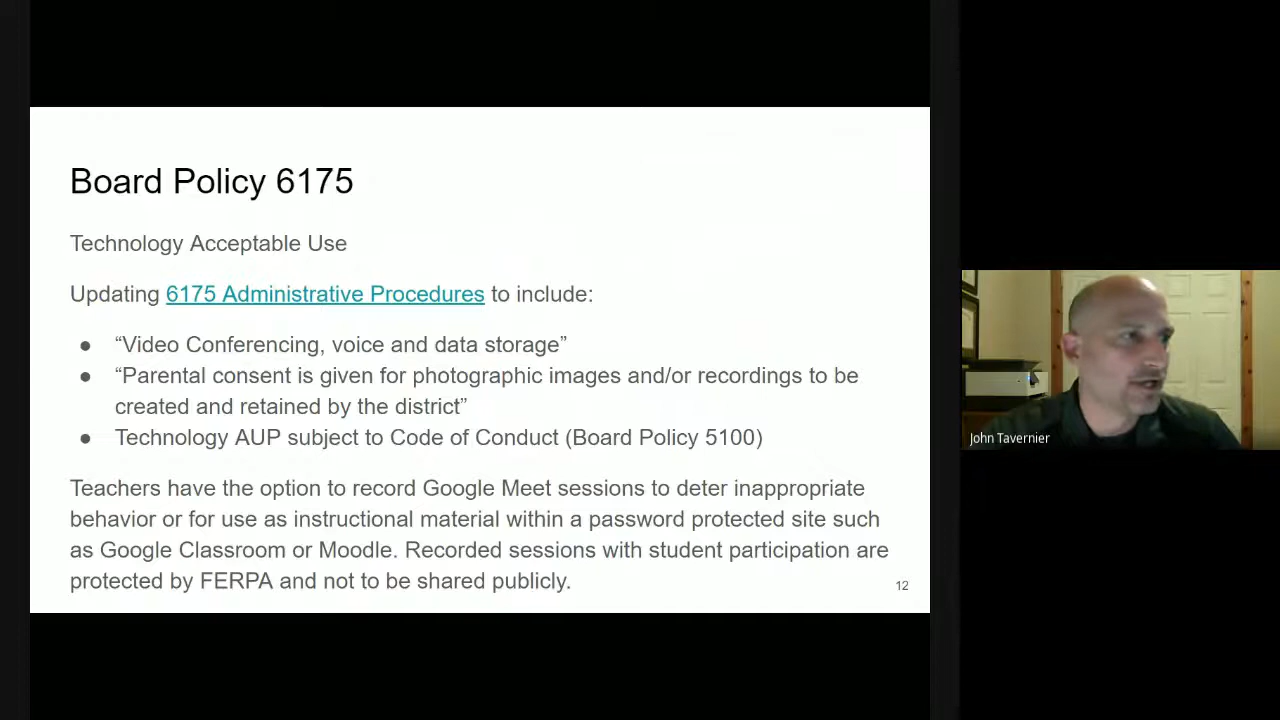 Board Policy 6175
Technology Acceptable Use
Updating 6175 Administrative Procedures to include:
● “Video Conferencing, voice and data storage”
● “Parental consent is given for photographic images and/or recordings to be
created and retained by the district”
● Technology AUP subject to Code of Conduct (Board Policy 5100)
Teachers have the option to record Google Meet sessions to deter inappropriate
behavior or for use as instructional material within a password protected site such
as Google Classroom or Moodle. Recorded sessions with student participation are
protected by FERPA and not to be shared publicly.
12
John Tavernier